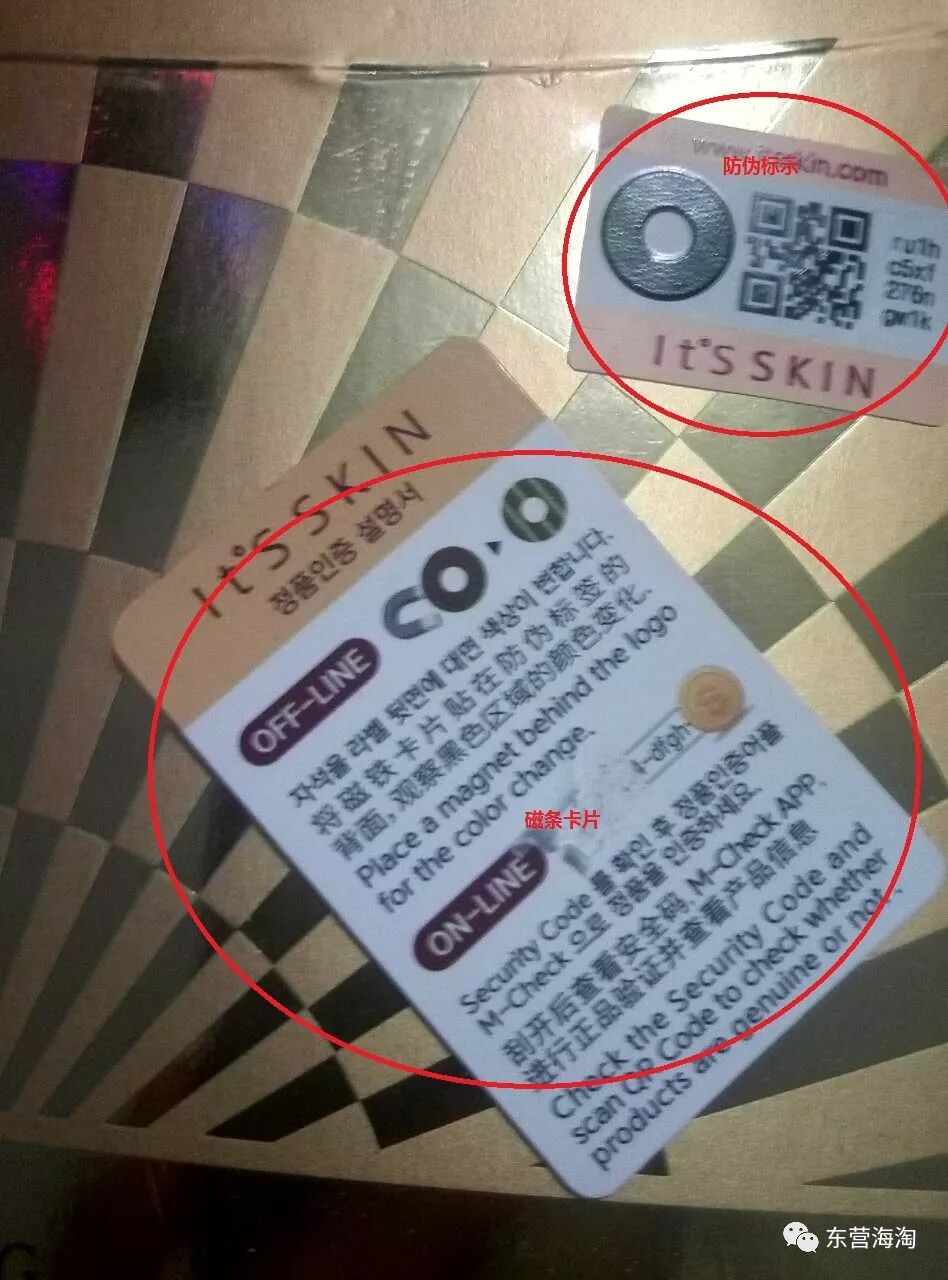 www.itsskin.com
防伪标示
ru1h
c5xf
276n
gw1k
It'S SKIN
It'S SKIN
정품인증 설명서
OFF-LINE
자석을 라벨 뒷면에 대면 색상이 변합니다.
将磁铁卡片贴在防伪标签的
背面,观察黑色区域的颜色变化.
Place a magnet behind the logo
for the color change.
磁条卡片
ON-LINE
Security Code를 확인 후, 정품인증어플
M-Check 으로 정품을 인증하세요.
刮开后查看安全码, M-Check APP,
进行正品验证并查看产品信息
Check the Security Code and
scan QR Code to check whether
products are genuine or not.
东营海淘